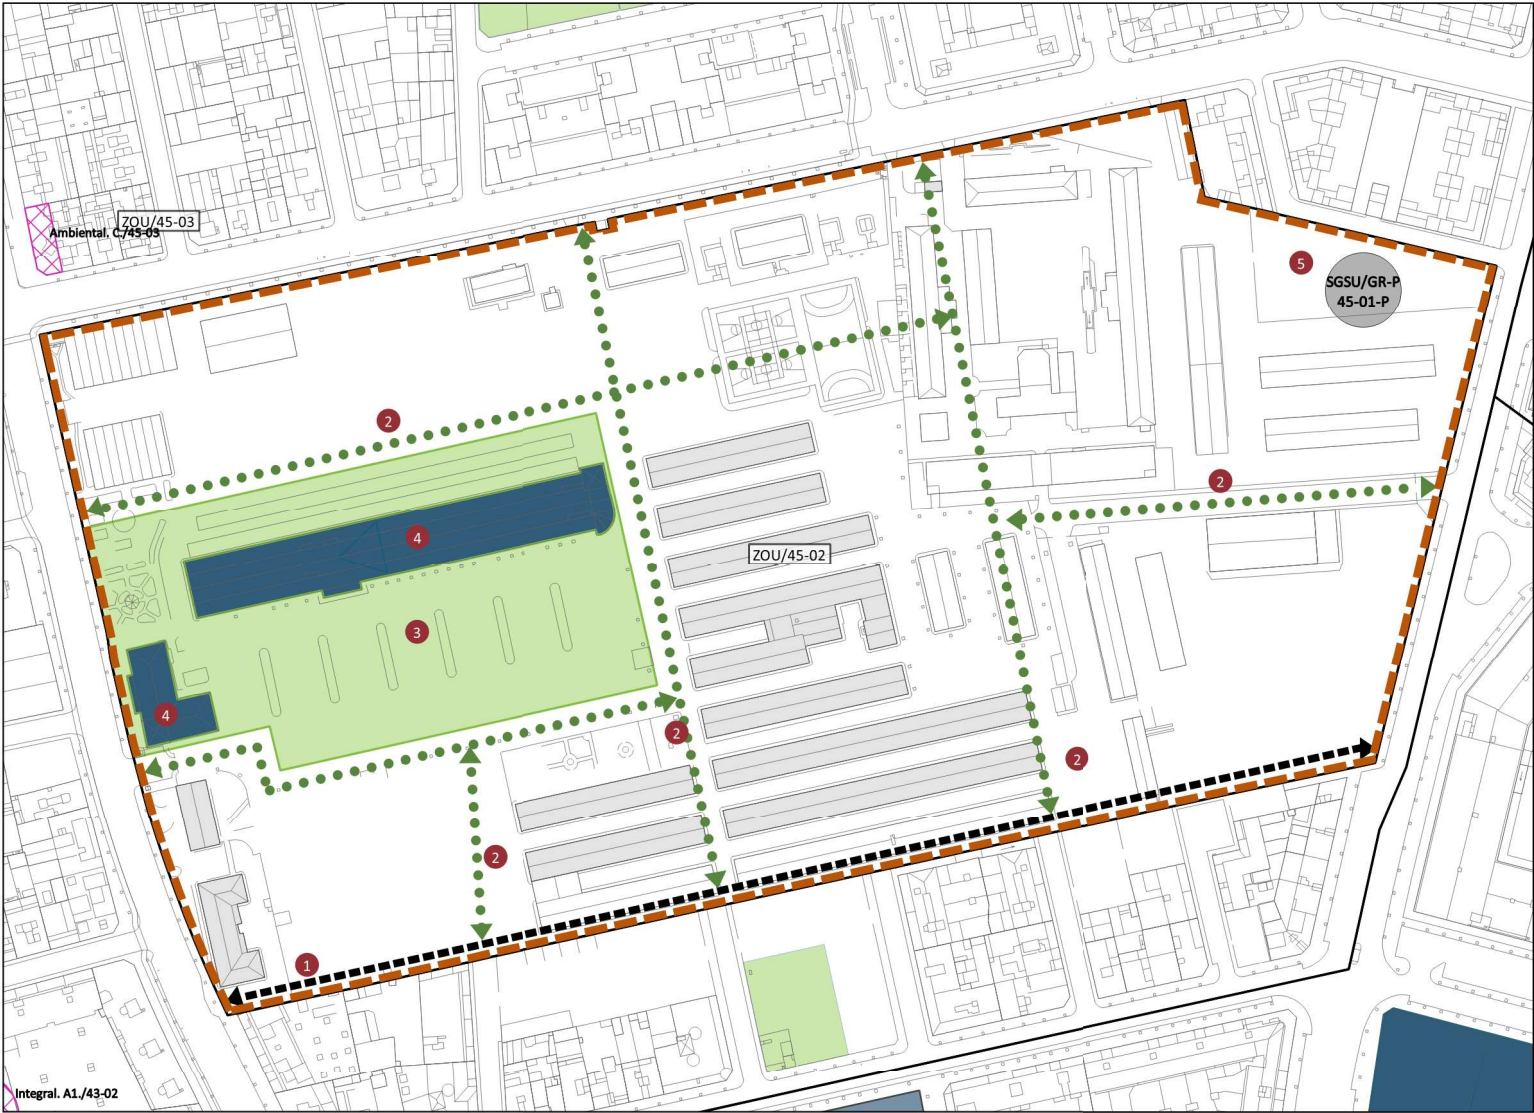 ZOU/45-03
Ambiental. C./45-03
5
SGSU/GR-P
45-01-P
2
2
4
ZOU/45-02
3
4
2
2
2
1
Integral. A1./43-02